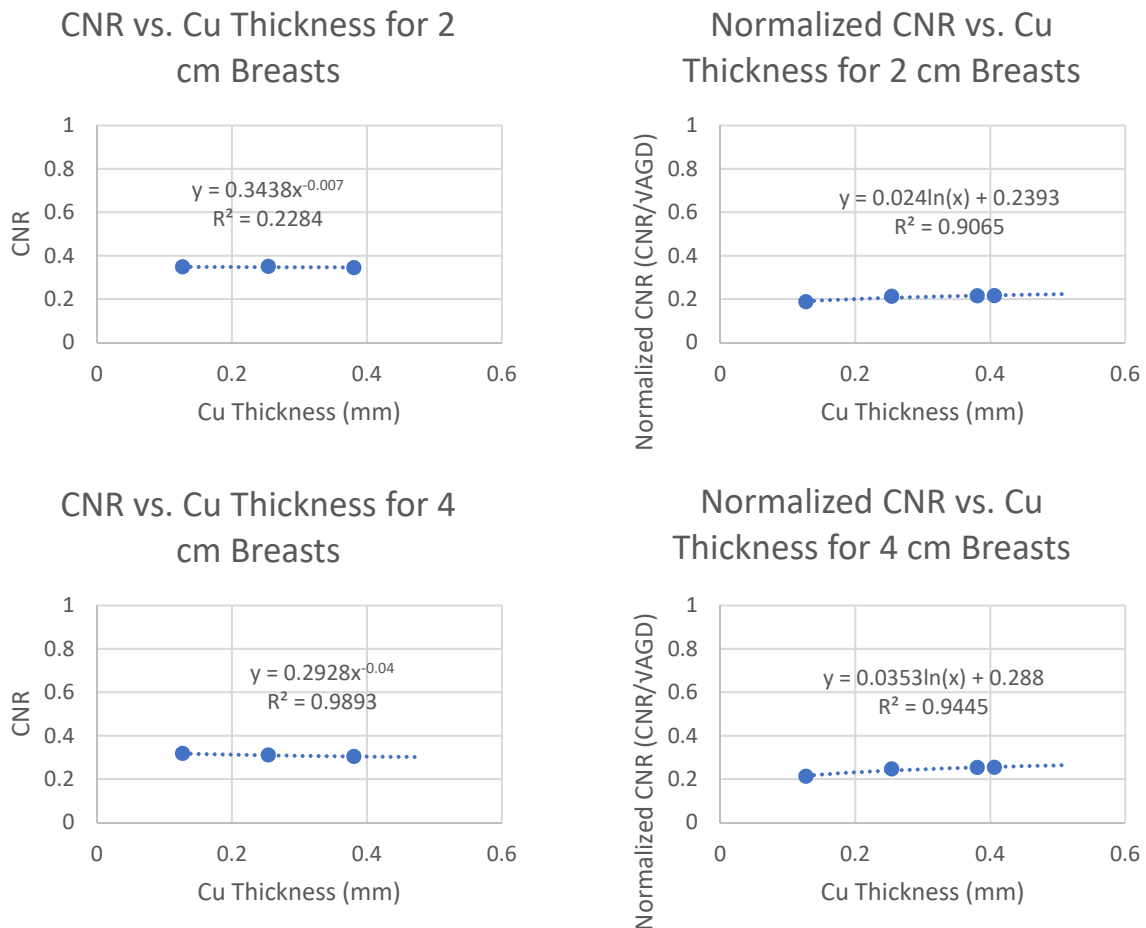 CNR vs. Cu Thickness for 2
cm Breasts
1
0.8
0.6
0.4
0.2
0
y = 0.3438x^-0.007
R² = 0.2284
CNR
0
0.2
0.4
0.6
Cu Thickness (mm)
Normalized CNR vs. Cu
Thickness for 2 cm Breasts
1
0.8
0.6
0.4
0.2
0
y = 0.024ln(x) + 0.2393
R² = 0.9065
Normalized CNR (CNR/√AGD)
0
0.2
0.4
0.6
Cu Thickness (mm)
CNR vs. Cu Thickness for 4
cm Breasts
1
0.8
0.6
0.4
0.2
0
y = 0.2928x^-0.04
R² = 0.9893
CNR
0
0.2
0.4
0.6
Cu Thickness (mm)
Normalized CNR vs. Cu
Thickness for 4 cm Breasts
1
0.8
0.6
0.4
0.2
0
y = 0.0353ln(x) + 0.288
R² = 0.9445
Normalized CNR (CNR/√AGD)
0
0.2
0.4
0.6
Cu Thickness (mm)